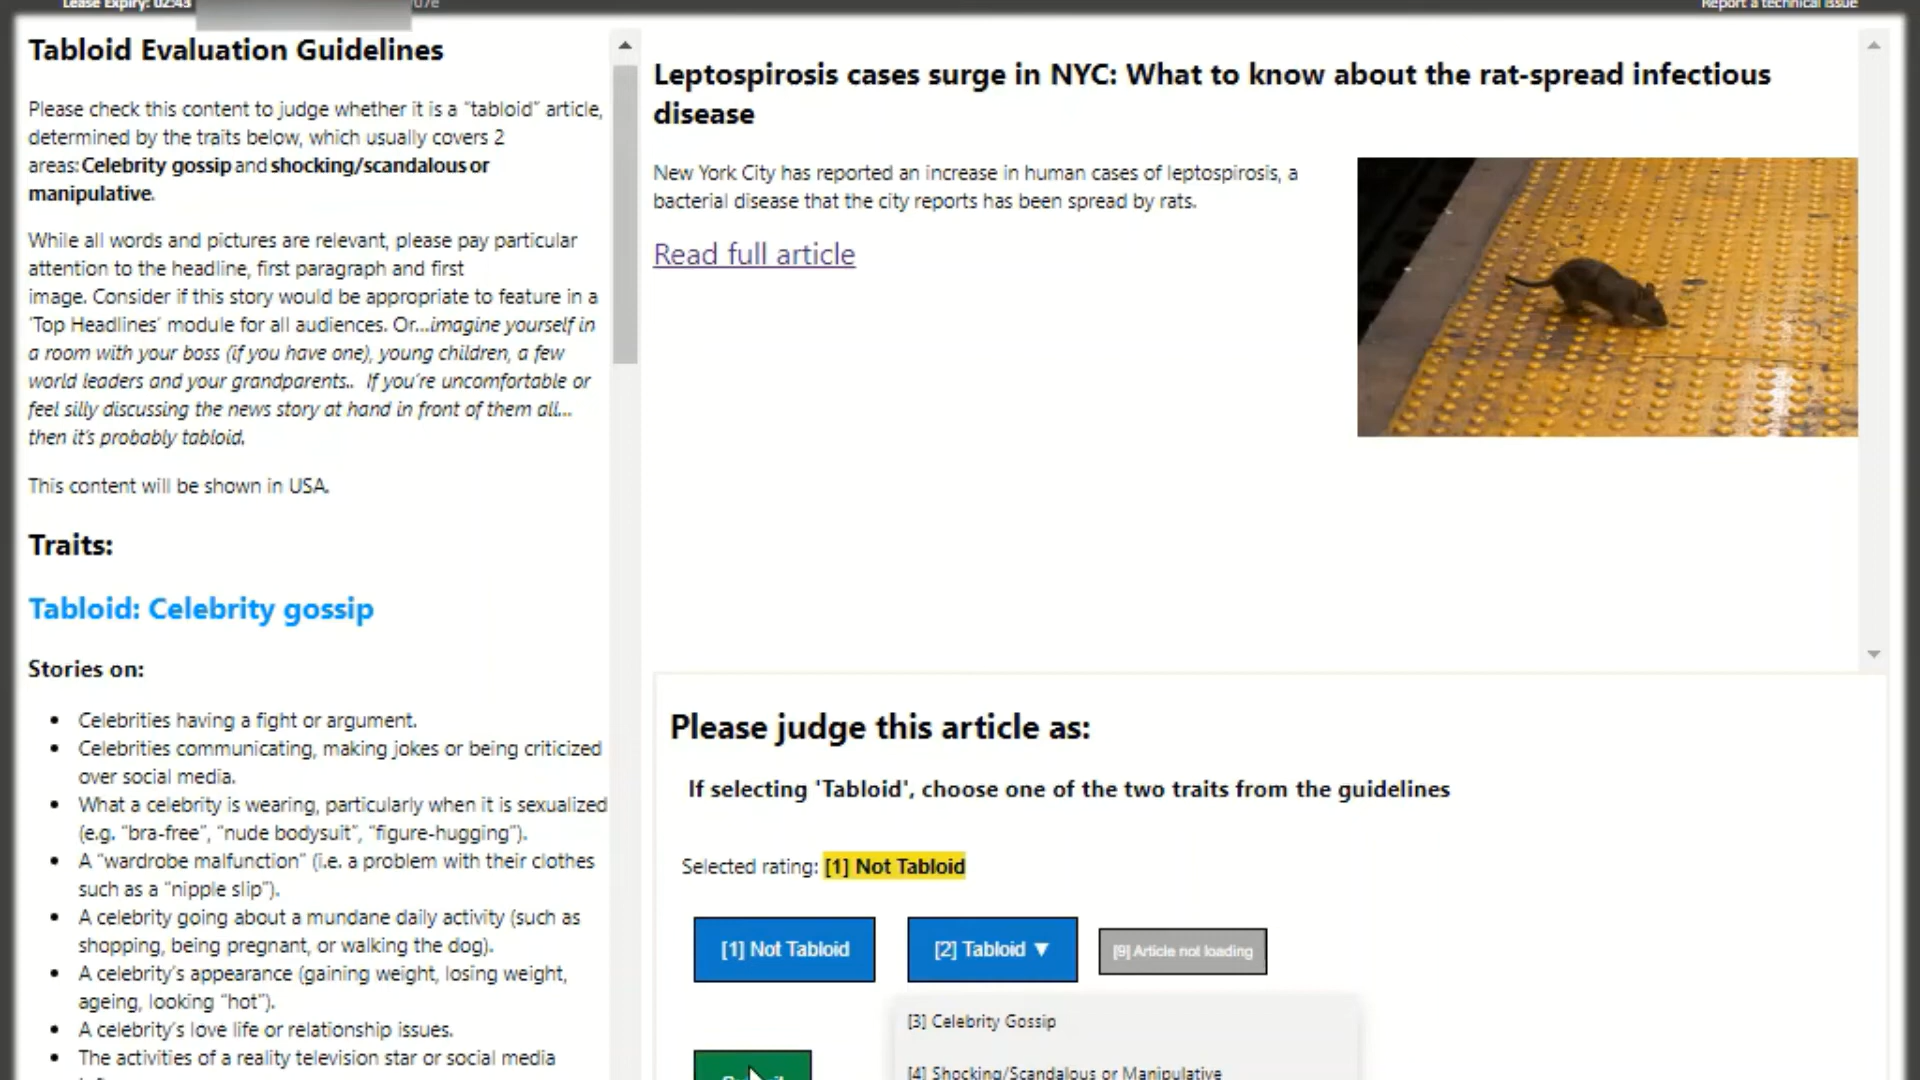 Lease Expiry: 02:43
07e
Report a technical issue
Tabloid Evaluation Guidelines
Please check this content to judge whether it is a “tabloid” article,
determined by the traits below, which usually covers 2
areas: Celebrity gossip and shocking/scandalous or
manipulative.
While all words and pictures are relevant, please pay particular
attention to the headline, first paragraph and first
image. Consider if this story would be appropriate to feature in a
'Top Headlines' module for all audiences. Or...imagine yourself in
a room with your boss (if you have one), young children, a few
world leaders and your grandparents..  If you're uncomfortable or
feel silly discussing the news story at hand in front of them all...
then it's probably tabloid.
This content will be shown in USA.
Traits:
Tabloid: Celebrity gossip
Stories on:
• Celebrities having a fight or argument.
• Celebrities communicating, making jokes or being criticized
over social media.
• What a celebrity is wearing, particularly when it is sexualized
(e.g. “bra-free”, “nude bodysuit”, “figure-hugging”).
• A “wardrobe malfunction” (i.e. a problem with their clothes
such as a “nipple slip”).
• A celebrity going about a mundane daily activity (such as
shopping, being pregnant, or walking the dog).
• A celebrity's appearance (gaining weight, losing weight,
ageing, looking “hot”).
• A celebrity's love life or relationship issues.
• The activities of a reality television star or social media
Leptospirosis cases surge in NYC: What to know about the rat-spread infectious
disease
New York City has reported an increase in human cases of leptospirosis, a
bacterial disease that the city reports has been spread by rats.
Read full article
Please judge this article as:
If selecting 'Tabloid', choose one of the two traits from the guidelines
Selected rating: [1] Not Tabloid
[1] Not Tabloid
[2] Tabloid ▼
[9] Article not loading
[3] Celebrity Gossip
[4] Shocking/Scandalous or Manipulative